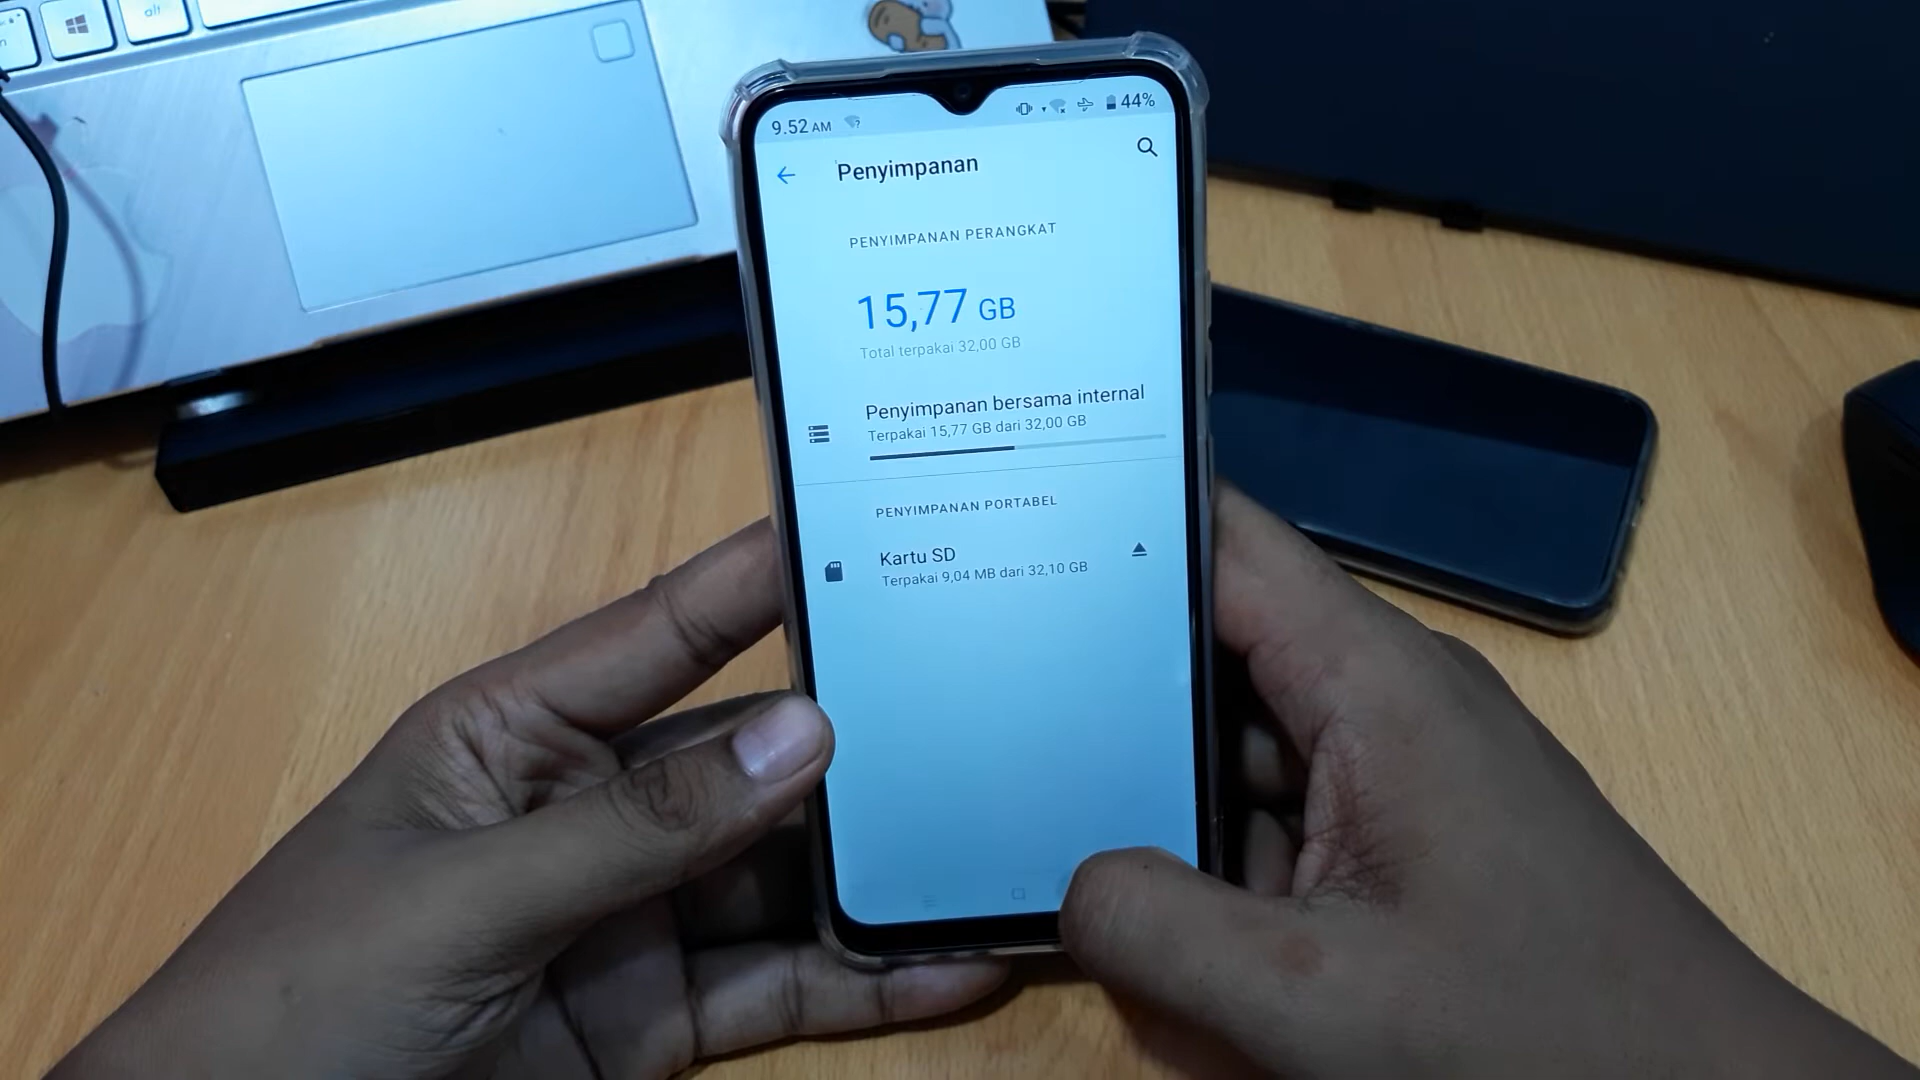 alt
9.52 AM
44%
Penyimpanan
PENYIMPANAN PERANGKAT
15,77 GB
Total terpakai 32,00 GB
Penyimpanan bersama internal
Terpakai 15,77 GB dari 32,00 GB
PENYIMPANAN PORTABEL
Kartu SD
Terpakai 9,04 MB dari 32,10 GB